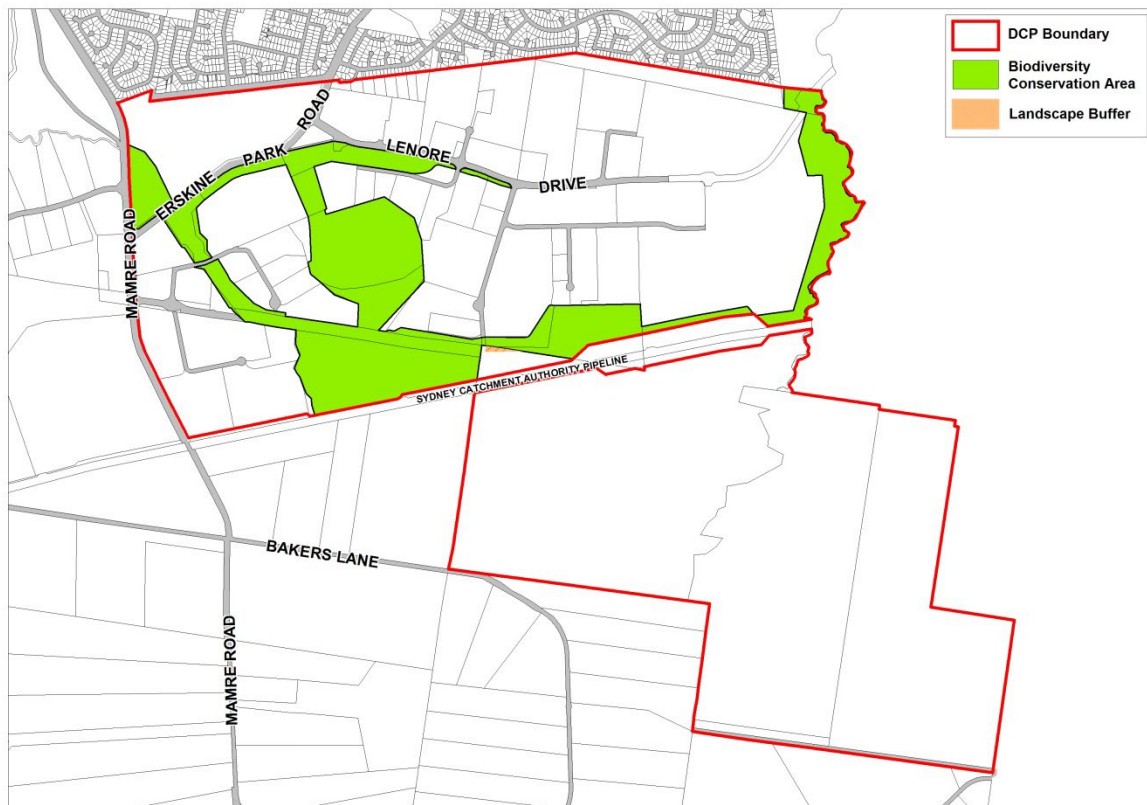 DCP Boundary
Biodiversity
Conservation Area
Landscape Buffer
ERSKINE PARK ROAD
LENORE DRIVE
MAMRE ROAD
SYDNEY CATCHMENT AUTHORITY PIPELINE
BAKERS LANE
MAMRE ROAD